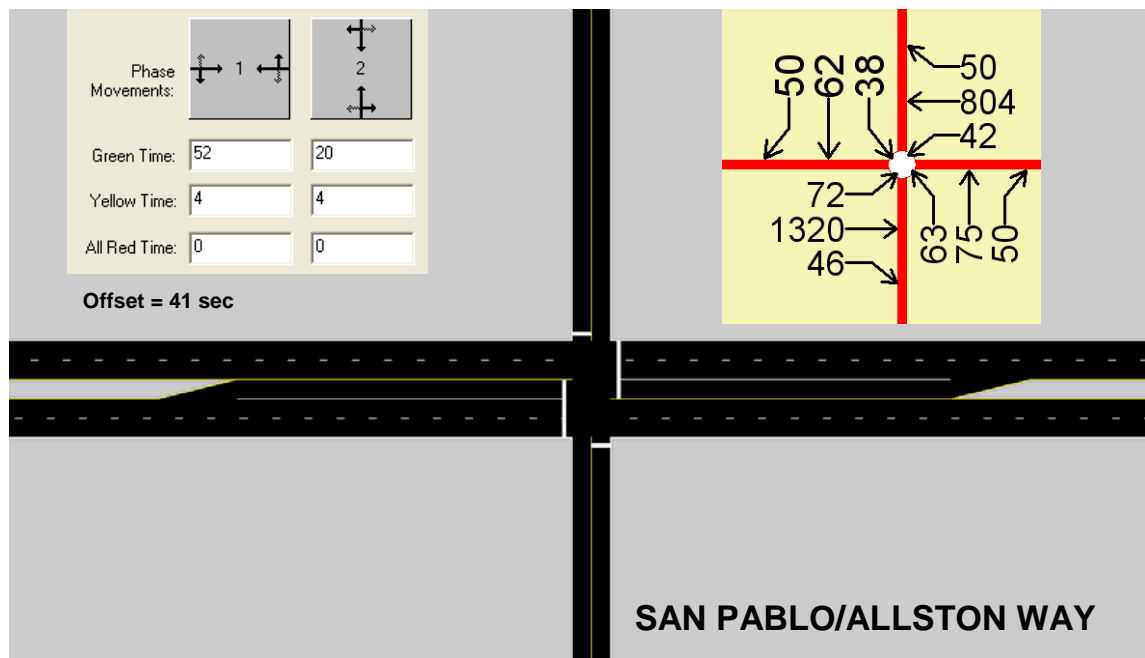 Phase
Movements:
1
2
Green Time:
52
20
Yellow Time:
4
4
All Red Time:
0
0
Offset = 41 sec
50
62
38
50
804
42
72
1320
46
63
75
50
SAN PABLO/ALLSTON WAY